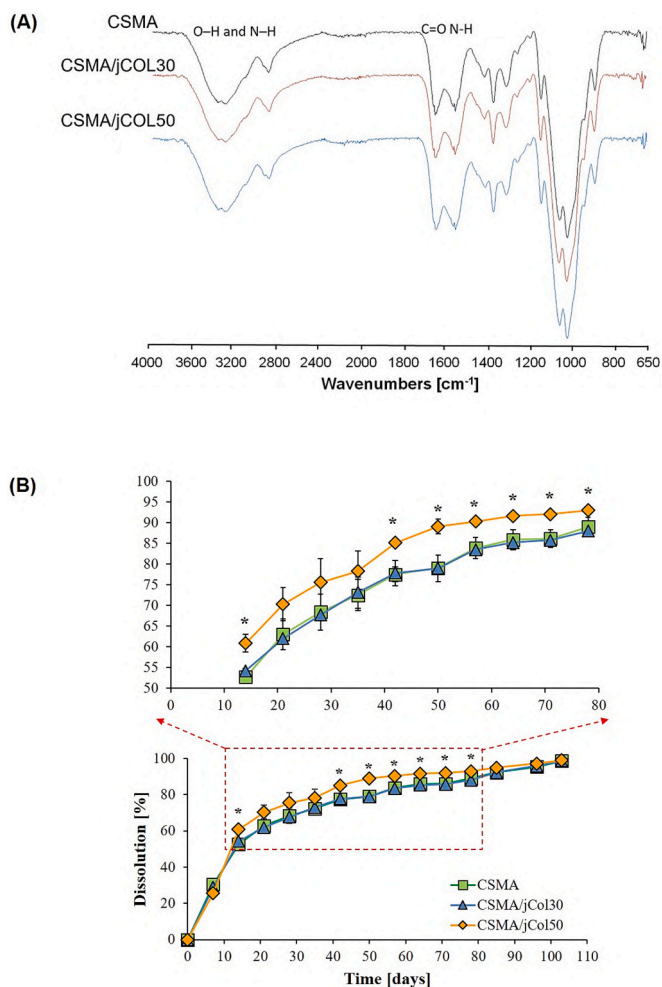 (A)
CSMA
O–H and N–H
C=O N-H
CSMA/jCOL30
CSMA/jCOL50
4000 3600 3200 2800 2400 2000 1800 1600 1400 1200 1000 800 650
Wavenumbers [cm-1]
(B)
100
95
90
85
80
75
70
65
60
55
50
* * * * * * *
0 10 20 30 40 50 60 70 80
Dissolution [%]
100
80
60
40
20
0
* * * * * * *
CSMA
CSMA/jCol30
CSMA/jCol50
0 10 20 30 40 50 60 70 80 90 100 110
Time [days]